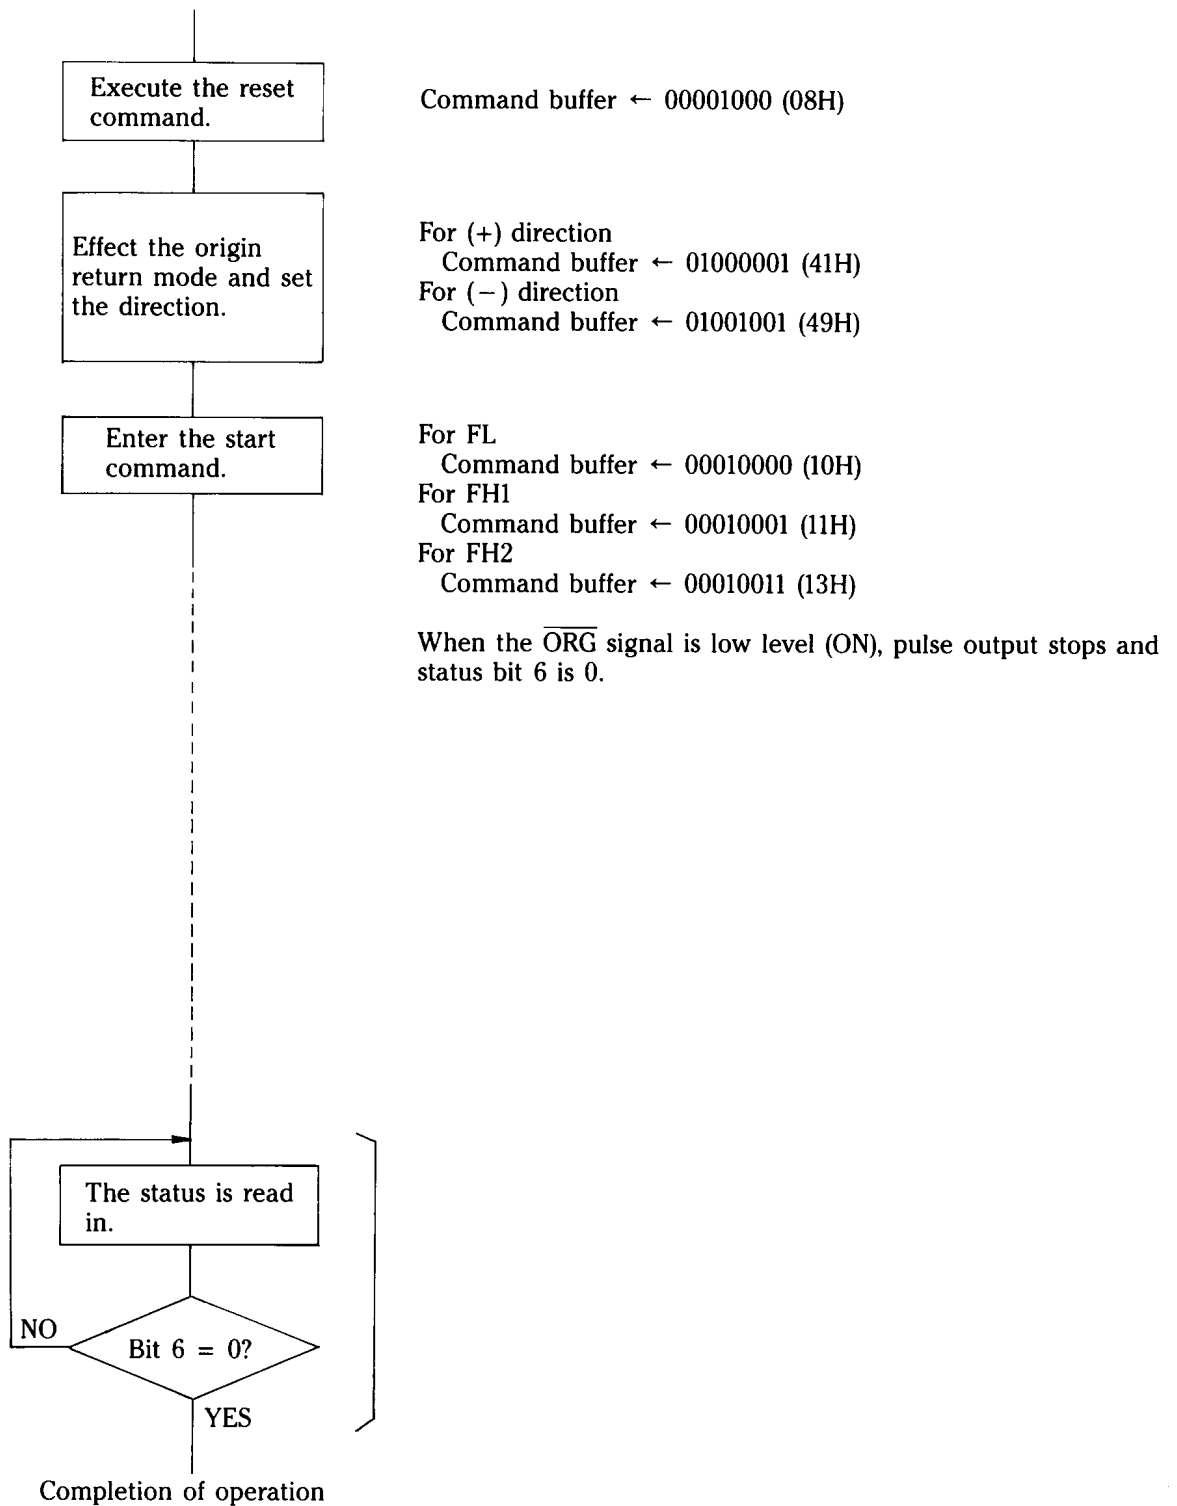 Execute the reset
command.
Command buffer ← 00001000 (08H)
Effect the origin
return mode and set
the direction.
For (+) direction
Command buffer ← 01000001 (41H)
For (−) direction
Command buffer ← 01001001 (49H)
Enter the start
command.
For FL
Command buffer ← 00010000 (10H)
For FH1
Command buffer ← 00010001 (11H)
For FH2
Command buffer ← 00010011 (13H)
When the O̅R̅G̅ signal is low level (ON), pulse output stops and
status bit 6 is 0.
The status is read
in.
NO
Bit 6 = 0?
YES
Completion of operation